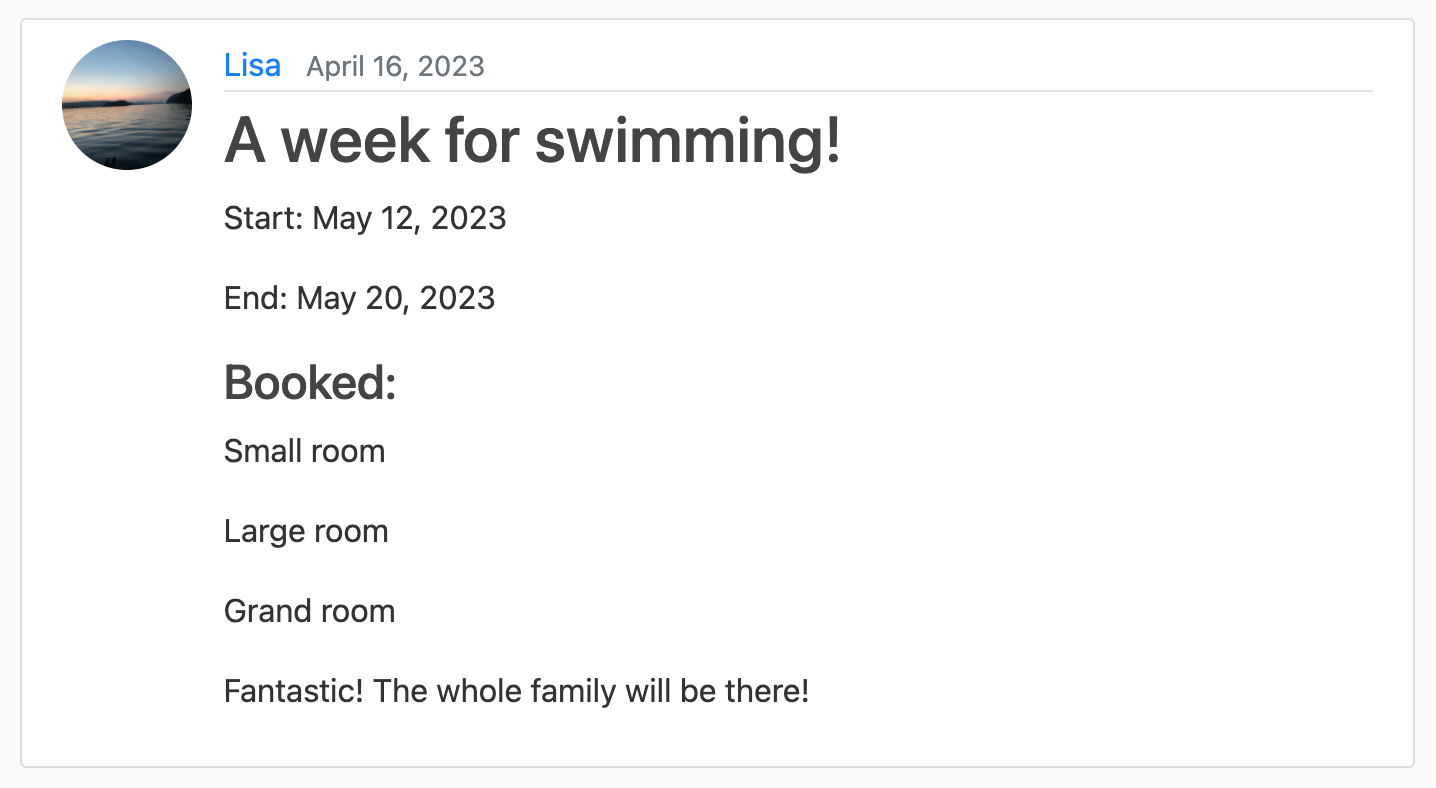 Lisa April 16, 2023
A week for swimming!
Start: May 12, 2023
End: May 20, 2023
Booked:
Small room
Large room
Grand room
Fantastic! The whole family will be there!